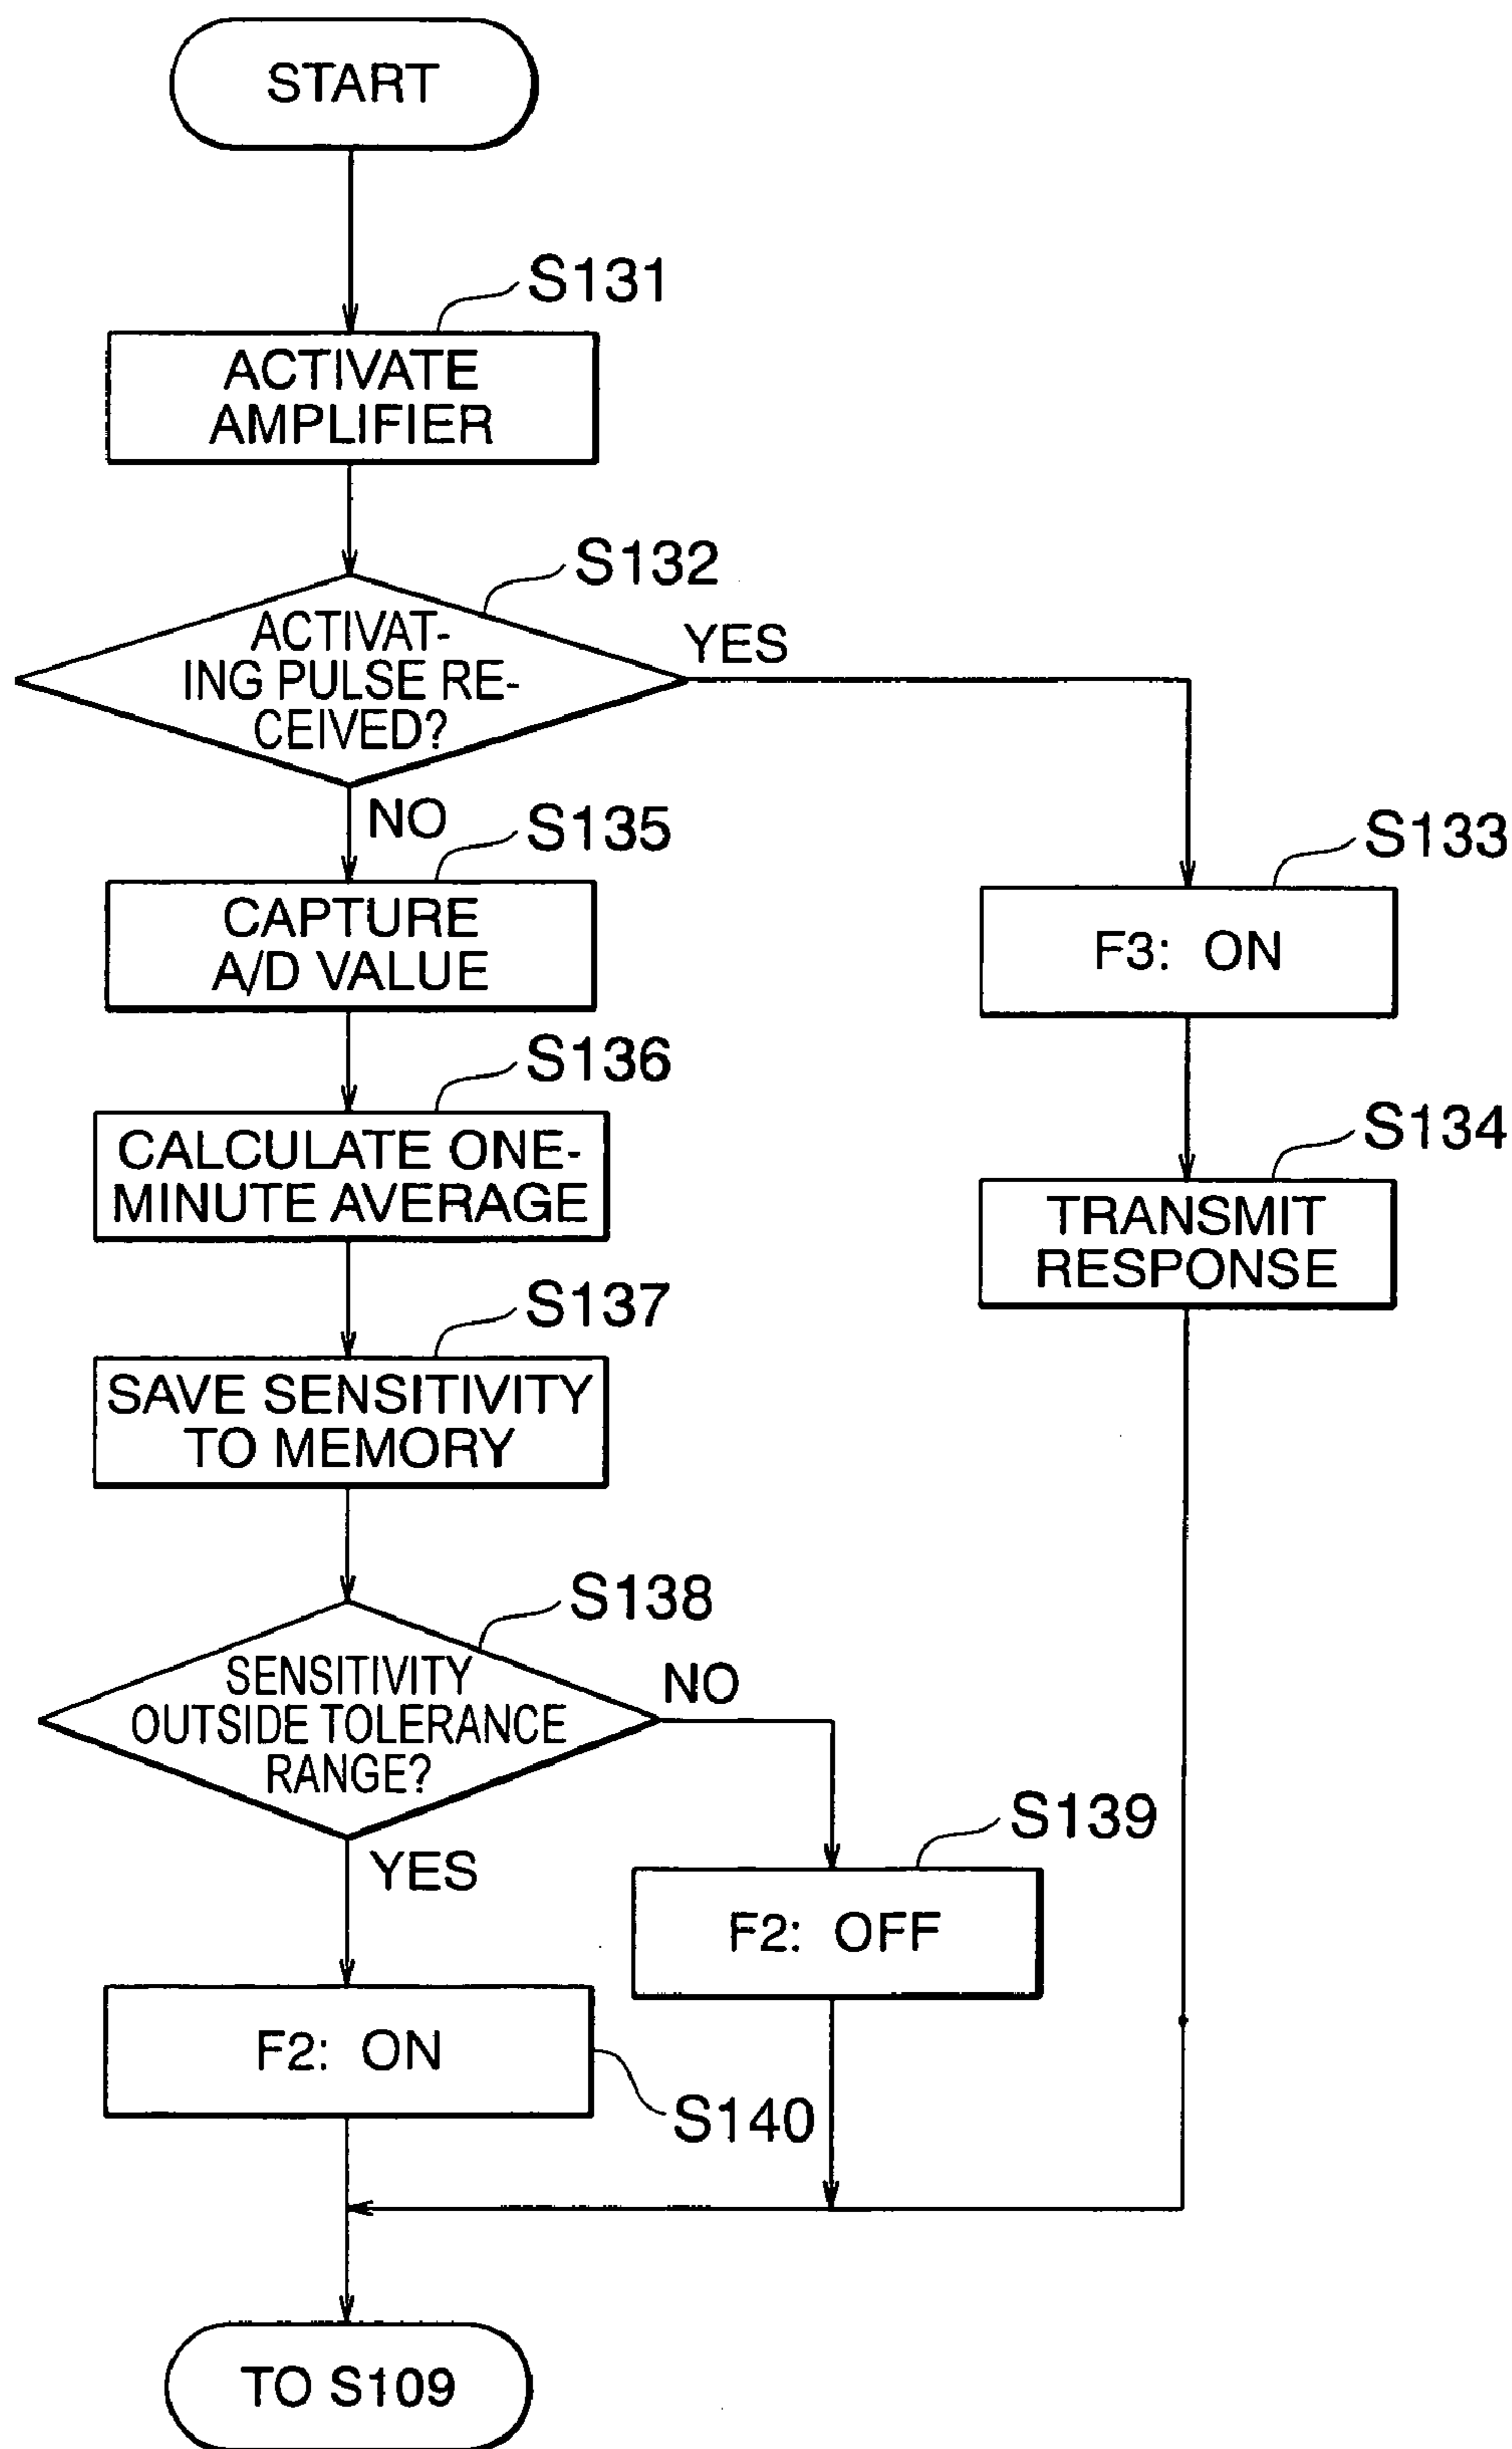 START
S131
ACTIVATE
AMPLIFIER
S132
ACTIVAT-
ING PULSE RE-
CEIVED?
YES
NO
S135
CAPTURE
A/D VALUE
S133
F3: ON
S136
CALCULATE ONE-
MINUTE AVERAGE
S134
TRANSMIT
RESPONSE
S137
SAVE SENSITIVITY
TO MEMORY
S138
SENSITIVITY
OUTSIDE TOLERANCE
RANGE?
NO
YES
S139
F2: OFF
F2: ON
S140
TO S109